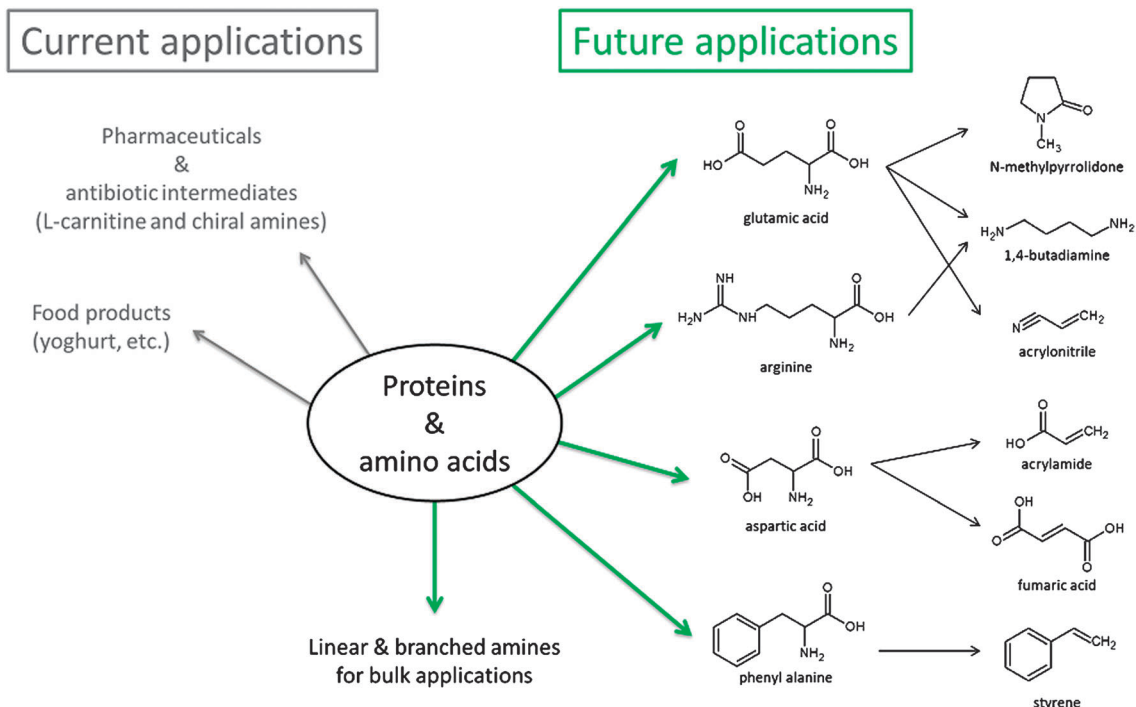 Current applications
Future applications
Pharmaceuticals
&
antibiotic intermediates
(L-carnitine and chiral amines)
Food products
(yoghurt, etc.)
Proteins
&
amino acids
Linear & branched amines
for bulk applications
O
O
HO
OH
NH₂
glutamic acid
NH
O
H₂N
NH
OH
NH₂
arginine
O
O
OH
OH
NH₂
aspartic acid
O
OH
NH₂
phenyl alanine
N
O
CH₃
N-methylpyrrolidone
H₂N
NH₂
1,4-butadiamine
N
CH₂
acrylonitrile
O
HO
CH₂
acrylamide
OH
O
OH
O
fumaric acid
CH₂
styrene